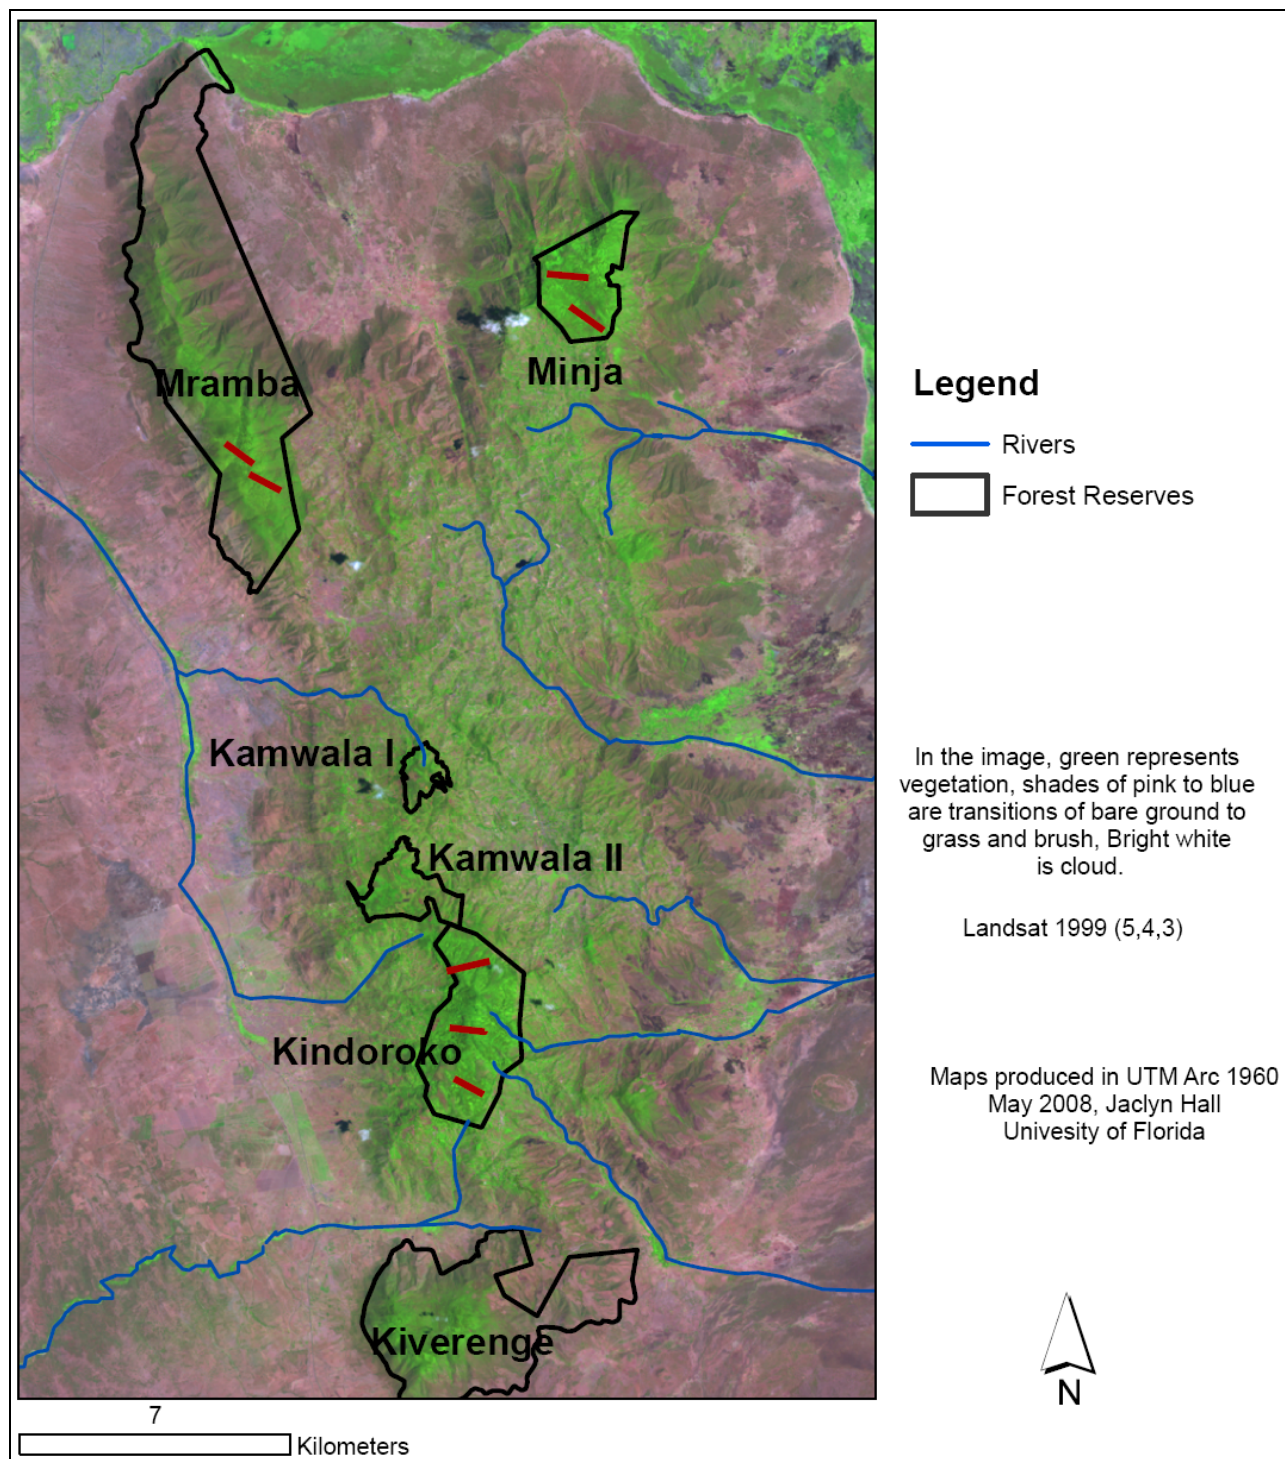 Mramba
Minja
Kamwala I
Kamwala II
Kindoroko
Kiverenge
7
Kilometers
Legend
Rivers
Forest Reserves
In the image, green represents
vegetation, shades of pink to blue
are transitions of bare ground to
grass and brush, Bright white
is cloud.
Landsat 1999 (5,4,3)
Maps produced in UTM Arc 1960
May 2008, Jaclyn Hall
Univesity of Florida
N